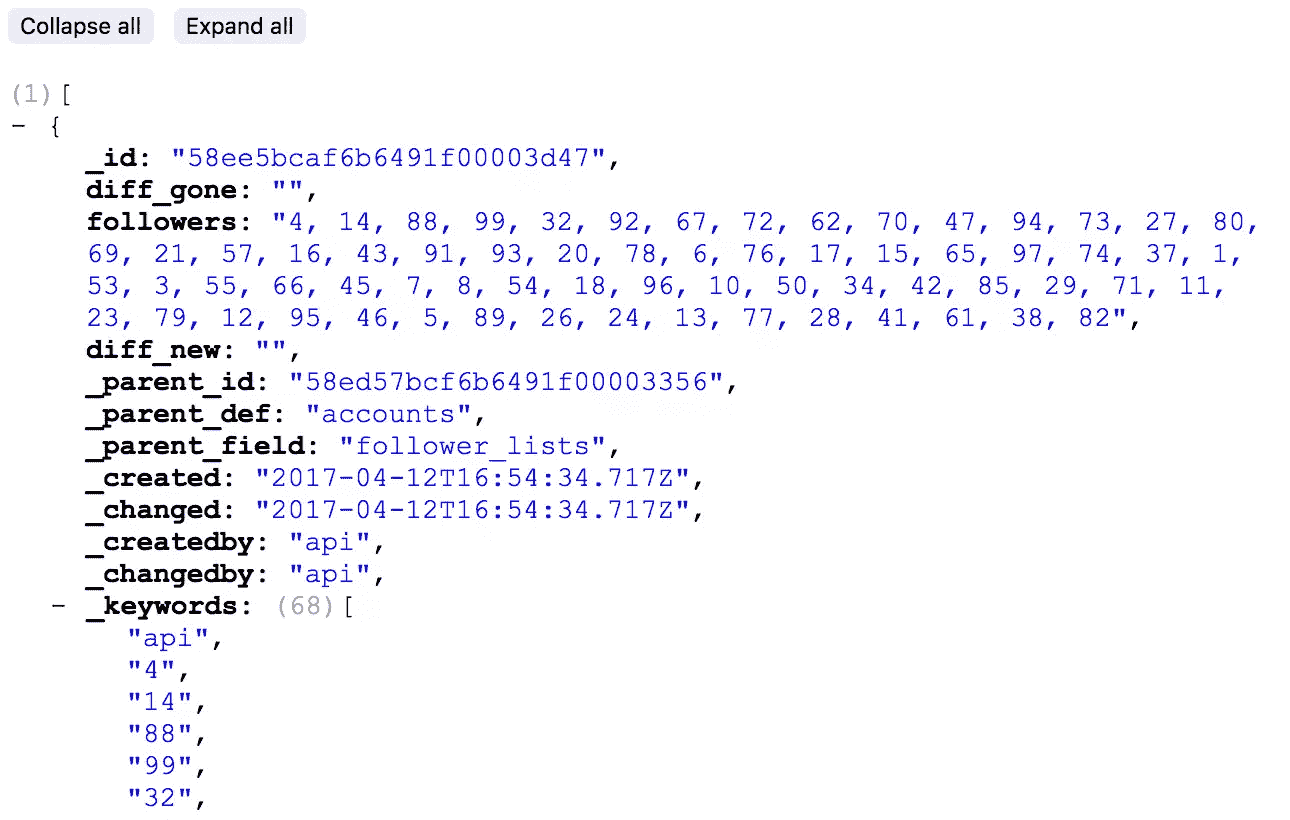 Collapse all Expand all
(1) [
- {
_id: "58ee5bcaf6b6491f00003d47",
diff_gone: "",
followers: "4, 14, 88, 99, 32, 92, 67, 72, 62, 70, 47, 94, 73, 27, 80,
69, 21, 57, 16, 43, 91, 93, 20, 78, 6, 76, 17, 15, 65, 97, 74, 37, 1,
53, 3, 55, 66, 45, 7, 8, 54, 18, 96, 10, 50, 34, 42, 85, 29, 71, 11,
23, 79, 12, 95, 46, 5, 89, 26, 24, 13, 77, 28, 41, 61, 38, 82",
diff_new: "",
_parent_id: "58ed57bcf6b6491f00003356",
_parent_def: "accounts",
_parent_field: "follower_lists",
_created: "2017-04-12T16:54:34.717Z",
_changed: "2017-04-12T16:54:34.717Z",
_createdby: "api",
_changedby: "api",
- _keywords: (68) [
"api",
"4",
"14",
"88",
"99",
"32",